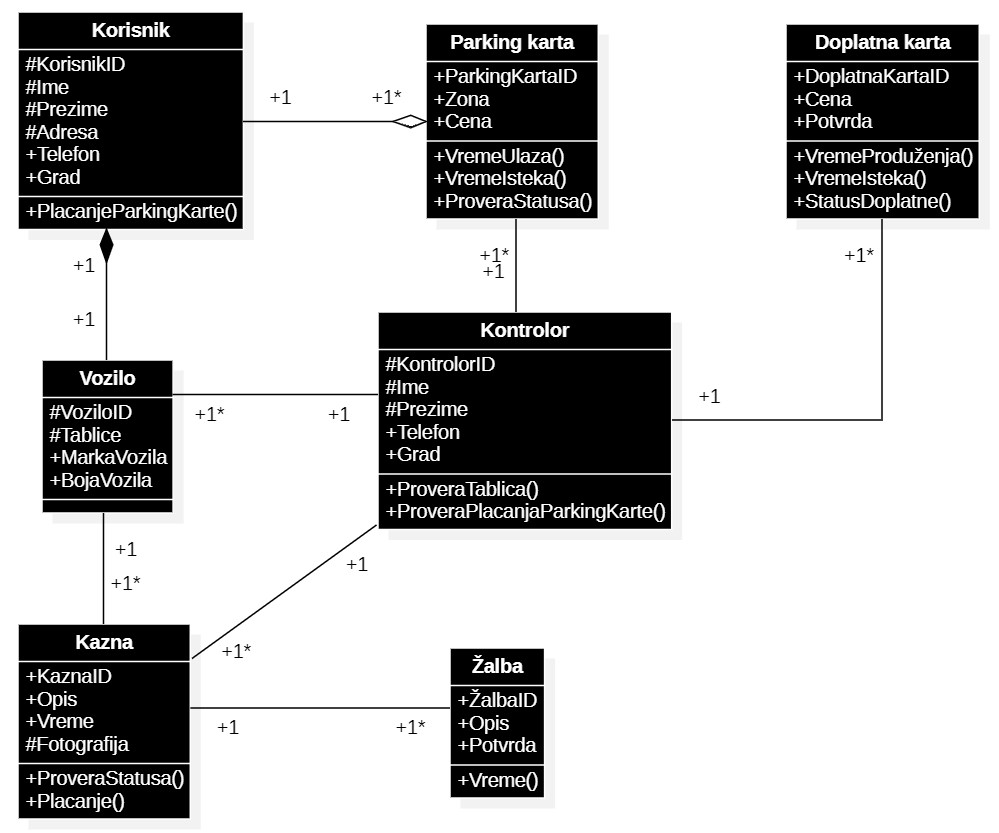 Korisnik
#KorisnikID
#Ime
#Prezime
#Adresa
+Telefon
+Grad
+PlacanjeParkingKarte()
+1
+1*
Parking karta
+ParkingKartaID
+Zona
+Cena
+VremeUlaza()
+VremeIsteka()
+ProveraStatusa()
Doplatna karta
+DoplatnaKartaID
+Cena
+Potvrda
+VremeProduženja()
+VremeIsteka()
+StatusDoplatne()
+1
+1
+1*
+1
+1*
+1
Vozilo
#VoziloID
#Tablice
+MarkaVozila
+BojaVozila
+1*
+1
Kontrolor
#KontrolorID
#Ime
#Prezime
+Telefon
+Grad
+ProveraTablica()
+ProveraPlacanjaParkingKarte()
+1
+1*
+1
+1*
Kazna
+KaznaID
+Opis
+Vreme
#Fotografija
+ProveraStatusa()
+Placanje()
+1
+1*
Žalba
+ŽalbaID
+Opis
+Potvrda
+Vreme()